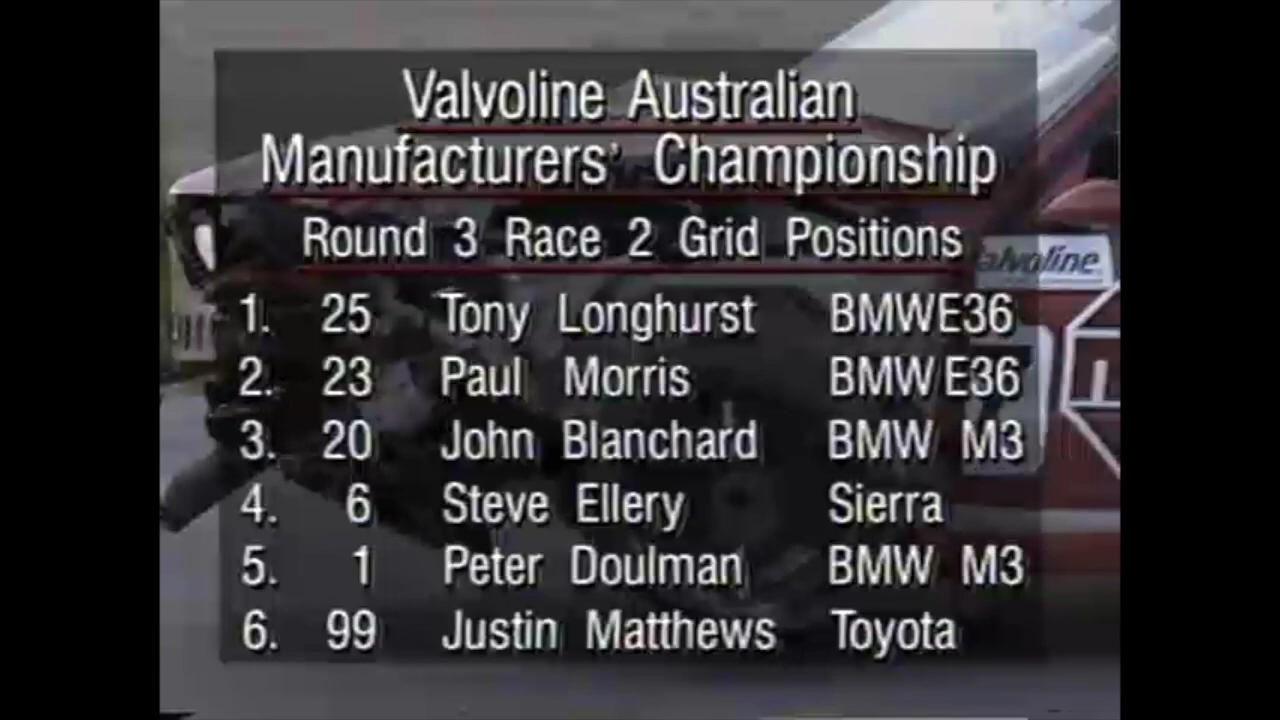 Valvoline Australian
Manufacturers' Championship
Round 3 Race 2 Grid Positions
alvoline
1. 25 Tony Longhurst BMWE36
2. 23 Paul Morris BMW E36
3. 20 John Blanchard BMW M3
4. 6 Steve Ellery Sierra
5. 1 Peter Doulman BMW M3
6. 99 Justin Matthews Toyota